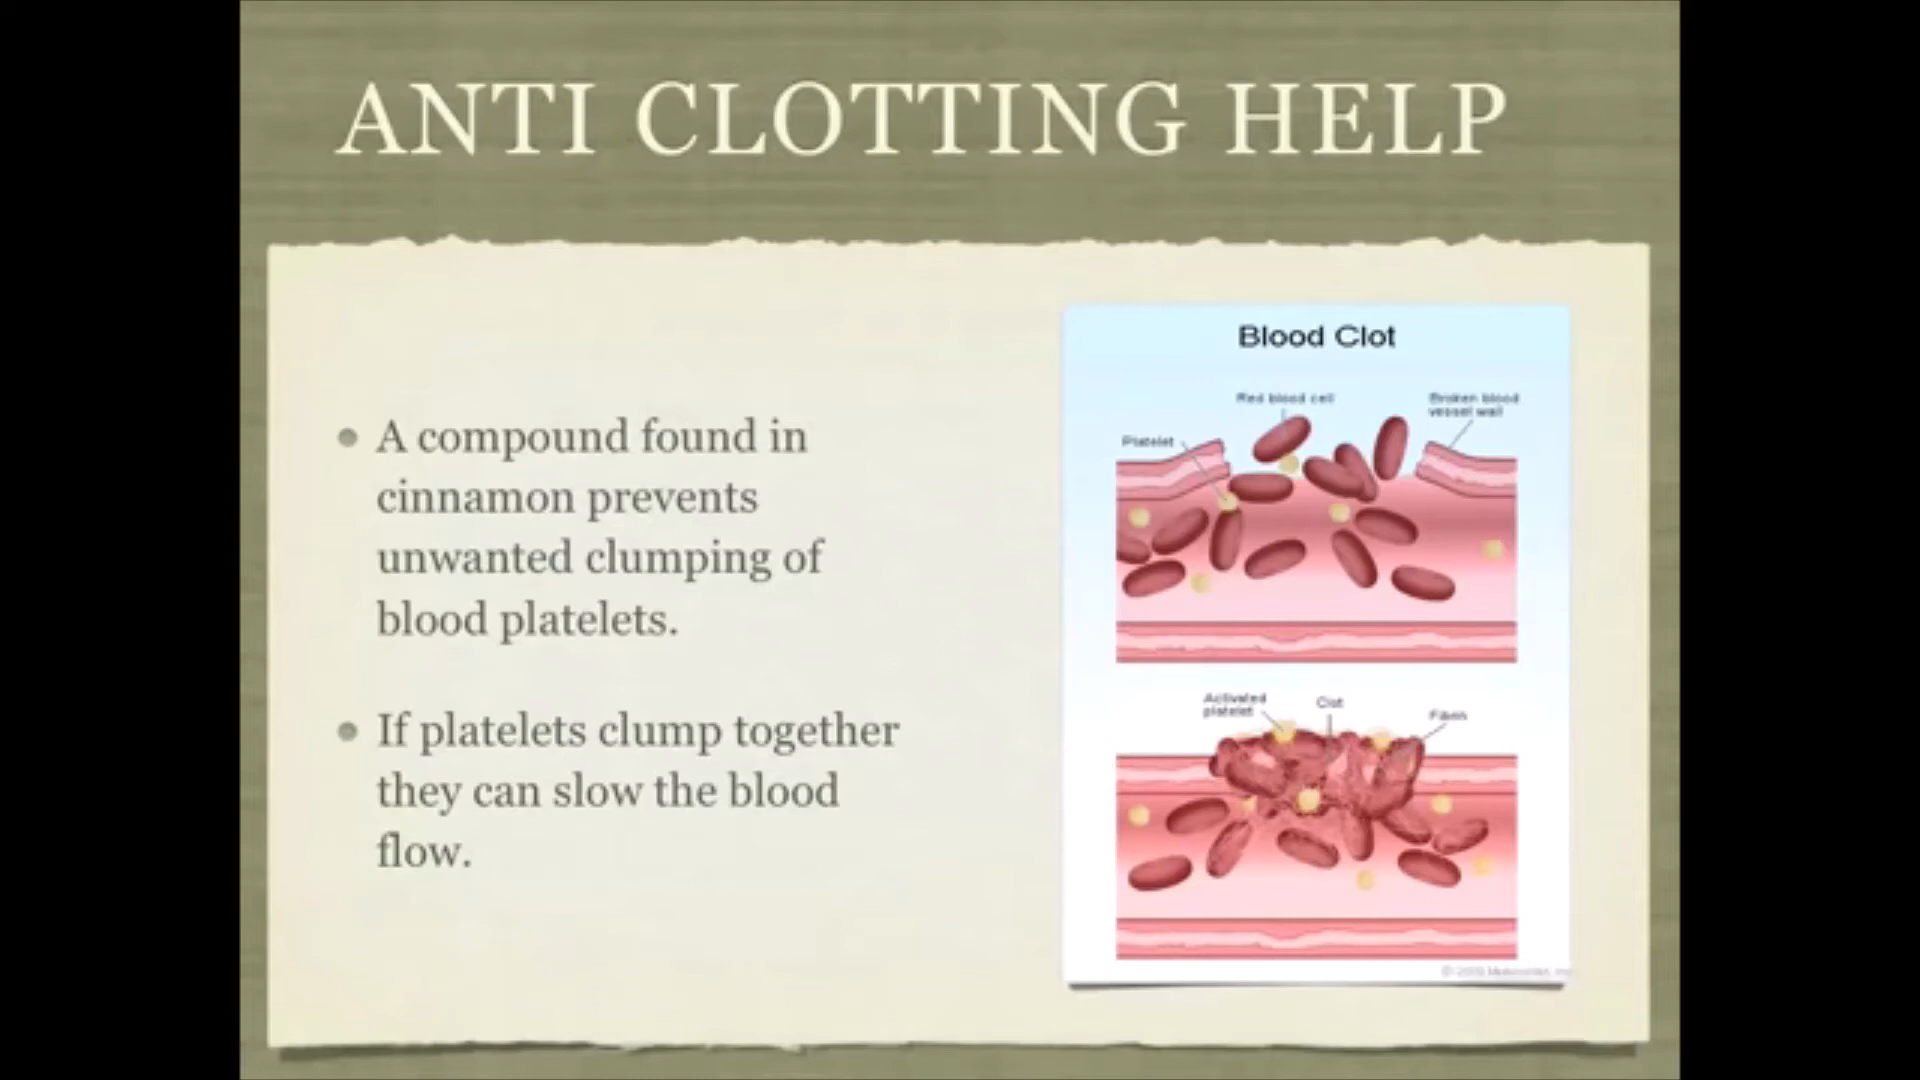 ANTI CLOTTING HELP
A compound found in
cinnamon prevents
unwanted clumping of
blood platelets.
If platelets clump together
they can slow the blood
flow.
Blood Clot
Red blood cell
Broken blood
vessel wall
Platelet
Activated
platelet
Clot
Fibrin